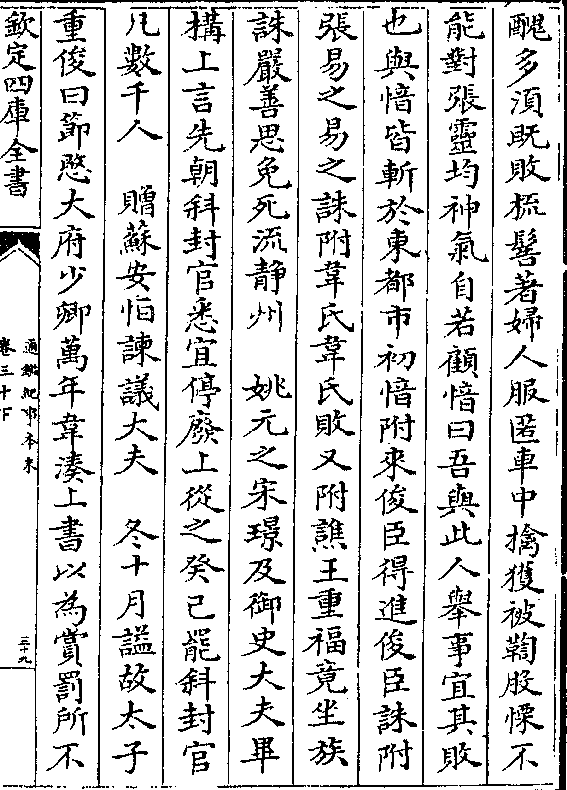 醜多須既敗梳髻著婦人服匿車中擒獲被鞫股慄不
能對張靈均神氣自若顧愔曰吾與此人舉事宜其敗
也與愔皆斬於東都市初愔附來俊臣得進俊臣誅附
張易之易之誅附韋氏韋氏敗又附譙王重福竟坐族
誅嚴善思免死流静州　姚元之宋璟及御史大夫畢
構上言先朝斜封官悉宜停廢上從之癸巳罷斜封官
凡數千人　贈蘇安恒諫議大夫　冬十月謚故太子
重俊曰節愍大府少卿萬年韋湊上書以為賞罰所不
欽定四庫全書
通鑑紀事本末
卷三十下
三十九